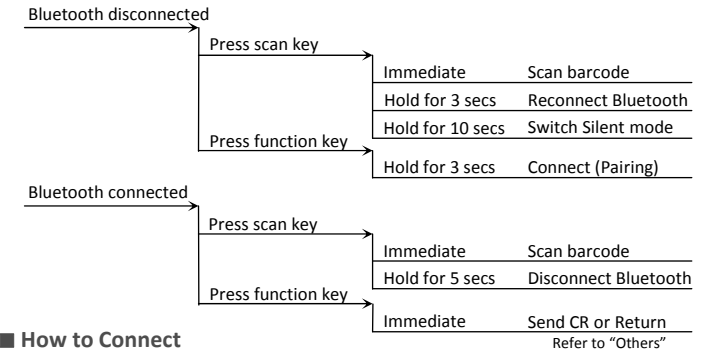 Bluetooth disconnected
Press scan key
Immediate Scan barcode
Hold for 3 secs Reconnect Bluetooth
Hold for 10 secs Switch Silent mode
Press function key
Hold for 3 secs Connect (Pairing)
Bluetooth connected
Press scan key
Immediate Scan barcode
Hold for 5 secs Disconnect Bluetooth
Press function key
Immediate Send CR or Return
Refer to “Others”
■ How to Connect